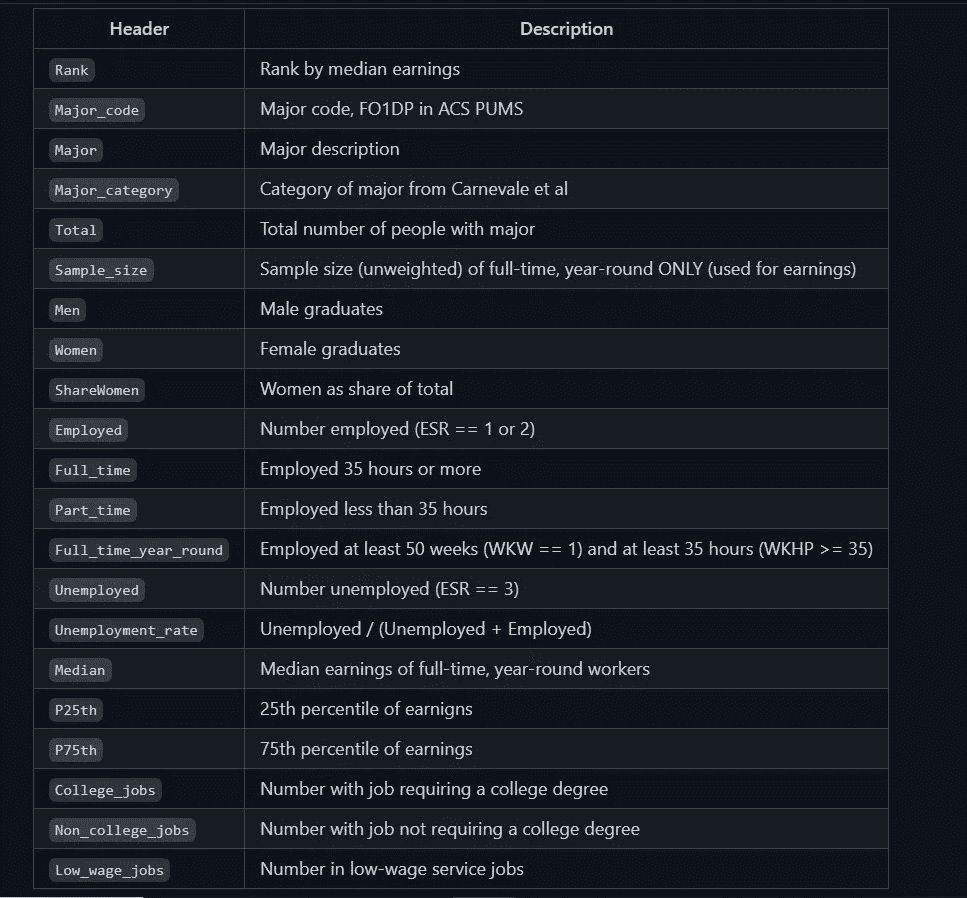 Header Description
Rank Rank by median earnings
Major_code Major code, FO1DP in ACS PUMS
Major Major description
Major_category Category of major from Carnevale et al
Total Total number of people with major
Sample_size Sample size (unweighted) of full-time, year-round ONLY (used for earnings)
Men Male graduates
Women Female graduates
ShareWomen Women as share of total
Employed Number employed (ESR == 1 or 2)
Full_time Employed 35 hours or more
Part_time Employed less than 35 hours
Full_time_year_round Employed at least 50 weeks (WKW == 1) and at least 35 hours (WKHP >= 35)
Unemployed Number unemployed (ESR == 3)
Unemployment_rate Unemployed / (Unemployed + Employed)
Median Median earnings of full-time, year-round workers
P25th 25th percentile of earnigns
P75th 75th percentile of earnings
College_jobs Number with job requiring a college degree
Non_college_jobs Number with job not requiring a college degree
Low_wage_jobs Number in low-wage service jobs